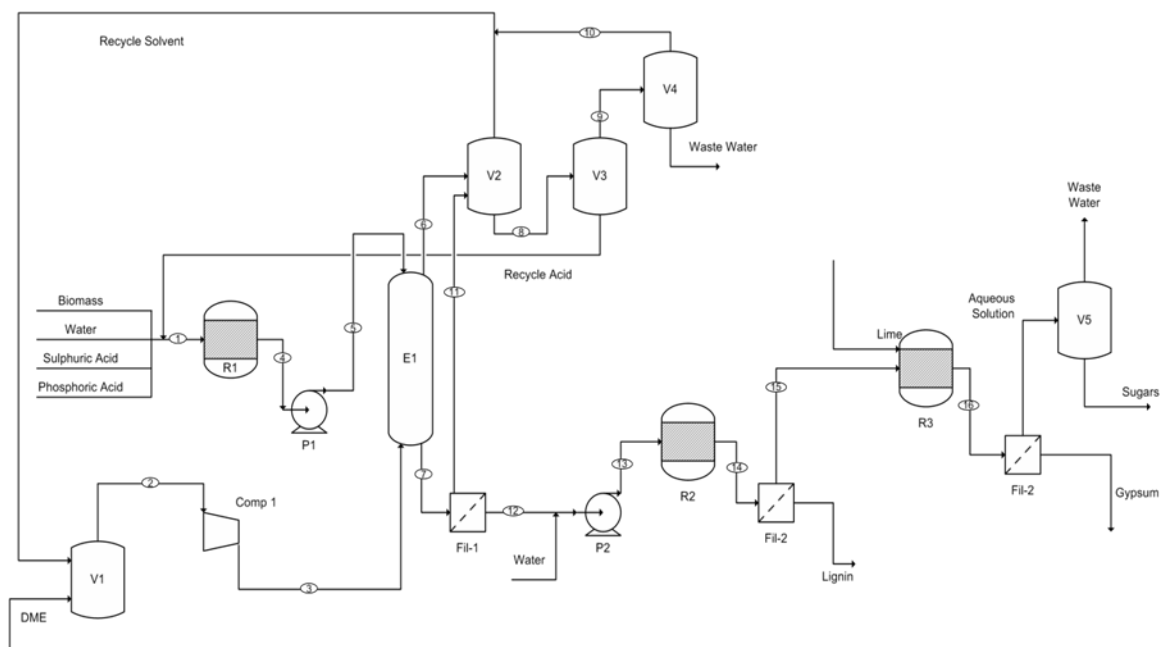 Recycle Solvent
10
V4
9
Waste Water
V2
V3
6
8
Waste
Water
Recycle Acid
11
Biomass
Water
1
Sulphuric Acid
Phosphoric Acid
R1
4
5
P1
E1
Aqueous
Solution
V5
Lime
15
R3
16
Sugars
2
Comp 1
7
13
R2
14
Fil-1
12
P2
Fil-2
Fil-2
Gypsum
Water
Lignin
V1
3
DME